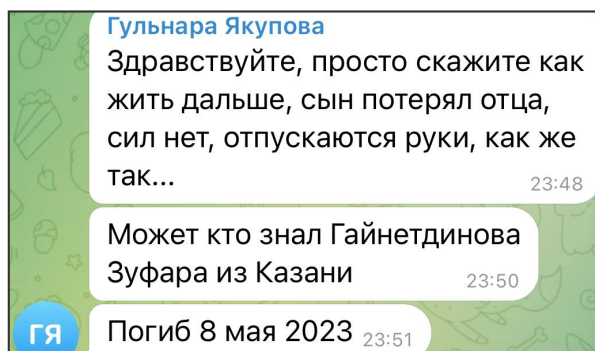 Гульнара Якупова
Здравствуйте, просто скажите как
жить дальше, сын потерял отца,
сил нет, отпускаются руки, как же
так...
23:48
Может кто знал Гайнетдинова
Зуфара из Казани
23:50
ГЯ
Погиб 8 мая 2023
23:51